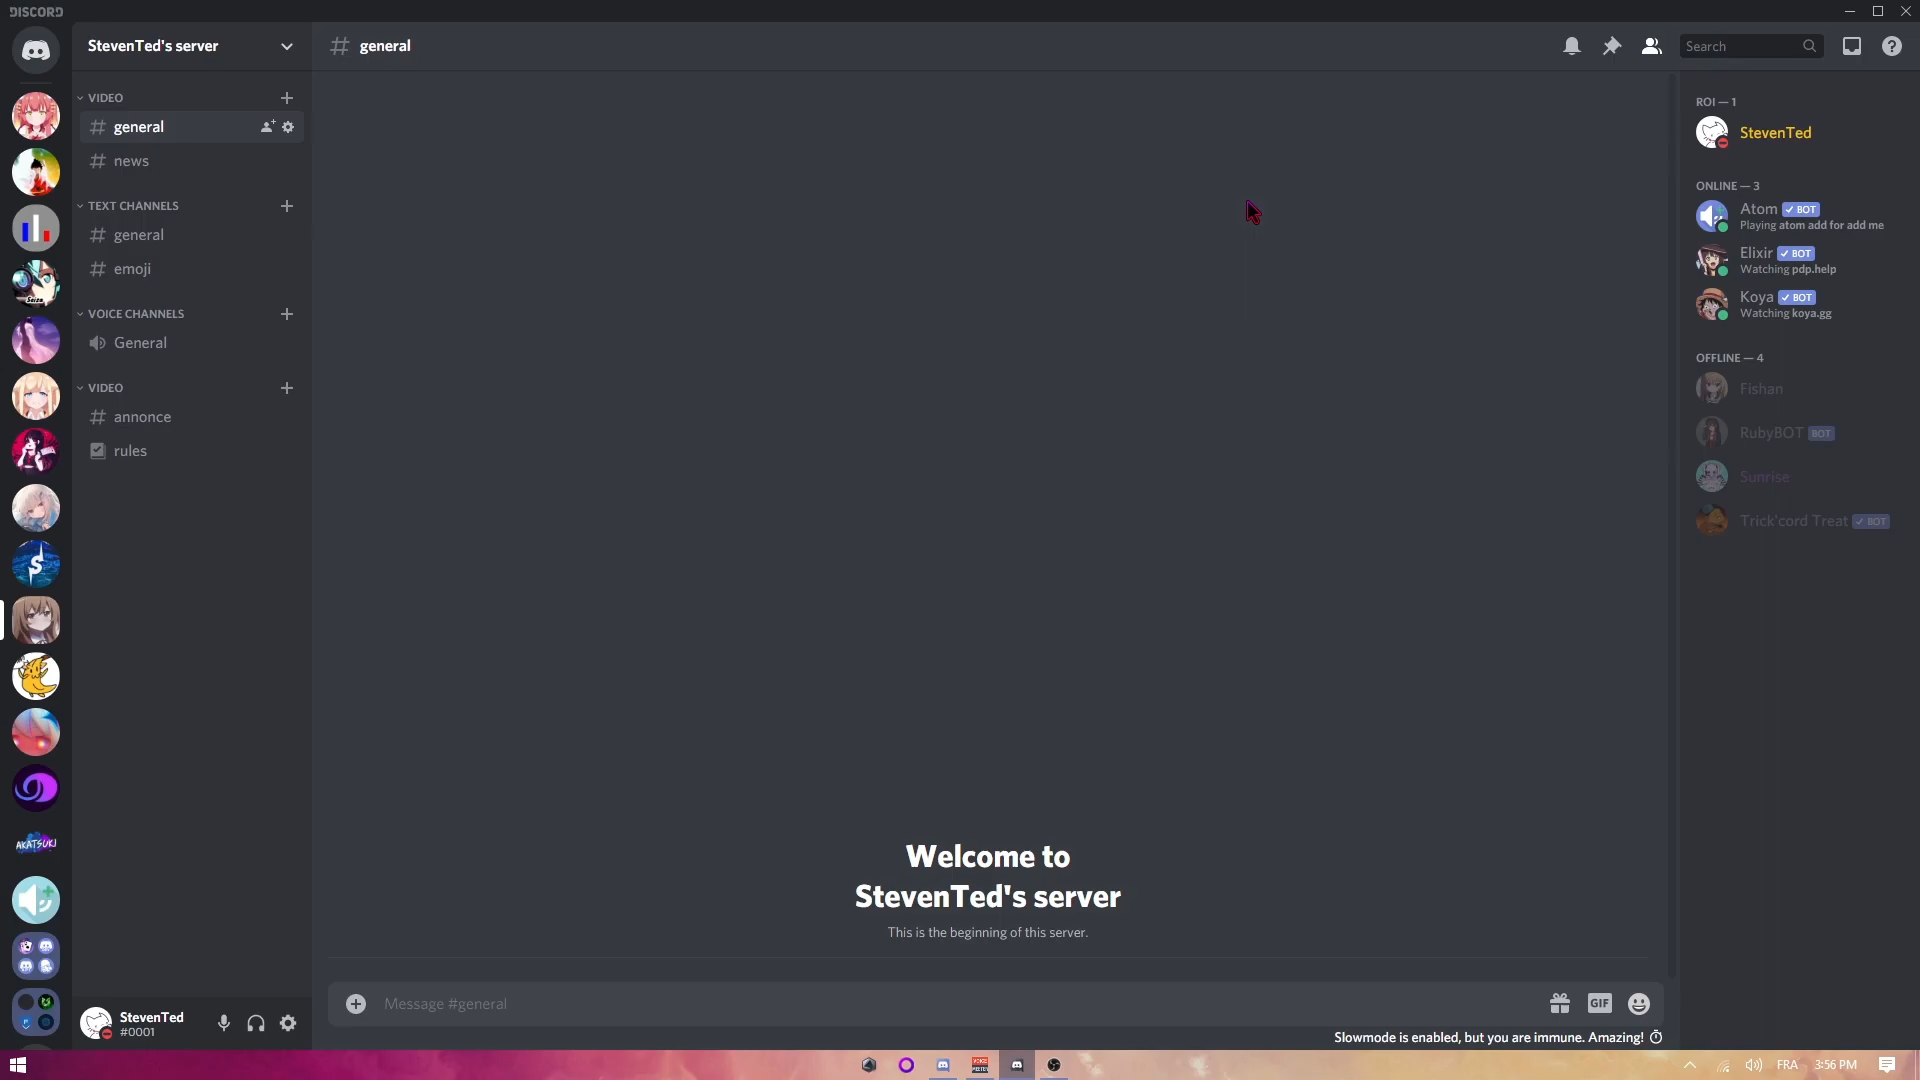 DISCORD
StevenTed's server
general
Search
VIDEO
general
news
TEXT CHANNELS
general
emoji
VOICE CHANNELS
General
VIDEO
annonce
rules
Seiza
AKATSUKI
StevenTed
#0001
Welcome to
StevenTed's server
This is the beginning of this server.
Message #general
GIF
Slowmode is enabled, but you are immune. Amazing!
ROI — 1
StevenTed
ONLINE — 3
Atom BOT
Playing atom add for add me
Elixir BOT
Watching pdp.help
Koya BOT
Watching koya.gg
OFFLINE — 4
Fishan
RubyBOT BOT
Sunrise
Trick'cord Treat BOT
VOICE
MEETER
FRA
3:56 PM